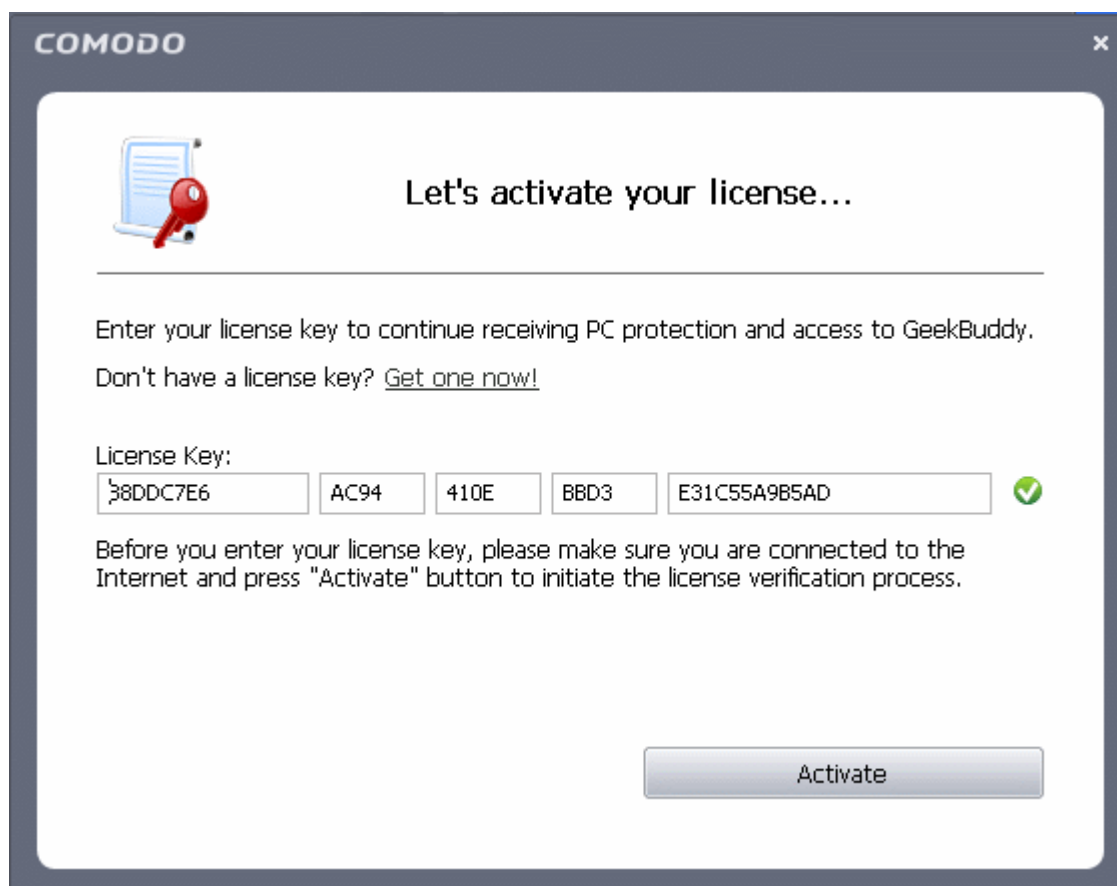 COMODO
Let's activate your license...
Enter your license key to continue receiving PC protection and access to GeekBuddy.
Don't have a license key? Get one now!
License Key:
38DDC7E6 AC94 410E BBD3 E31C55A9B5AD
Before you enter your license key, please make sure you are connected to the
Internet and press "Activate" button to initiate the license verification process.
Activate